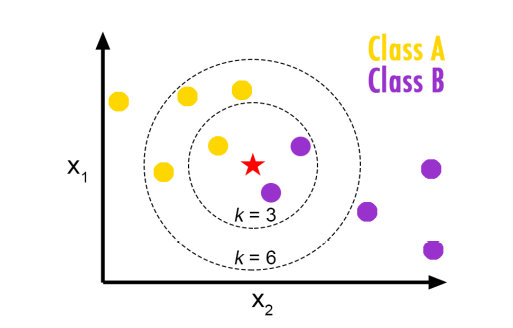 Class A
Class B
x1
k = 3
k = 6
x2